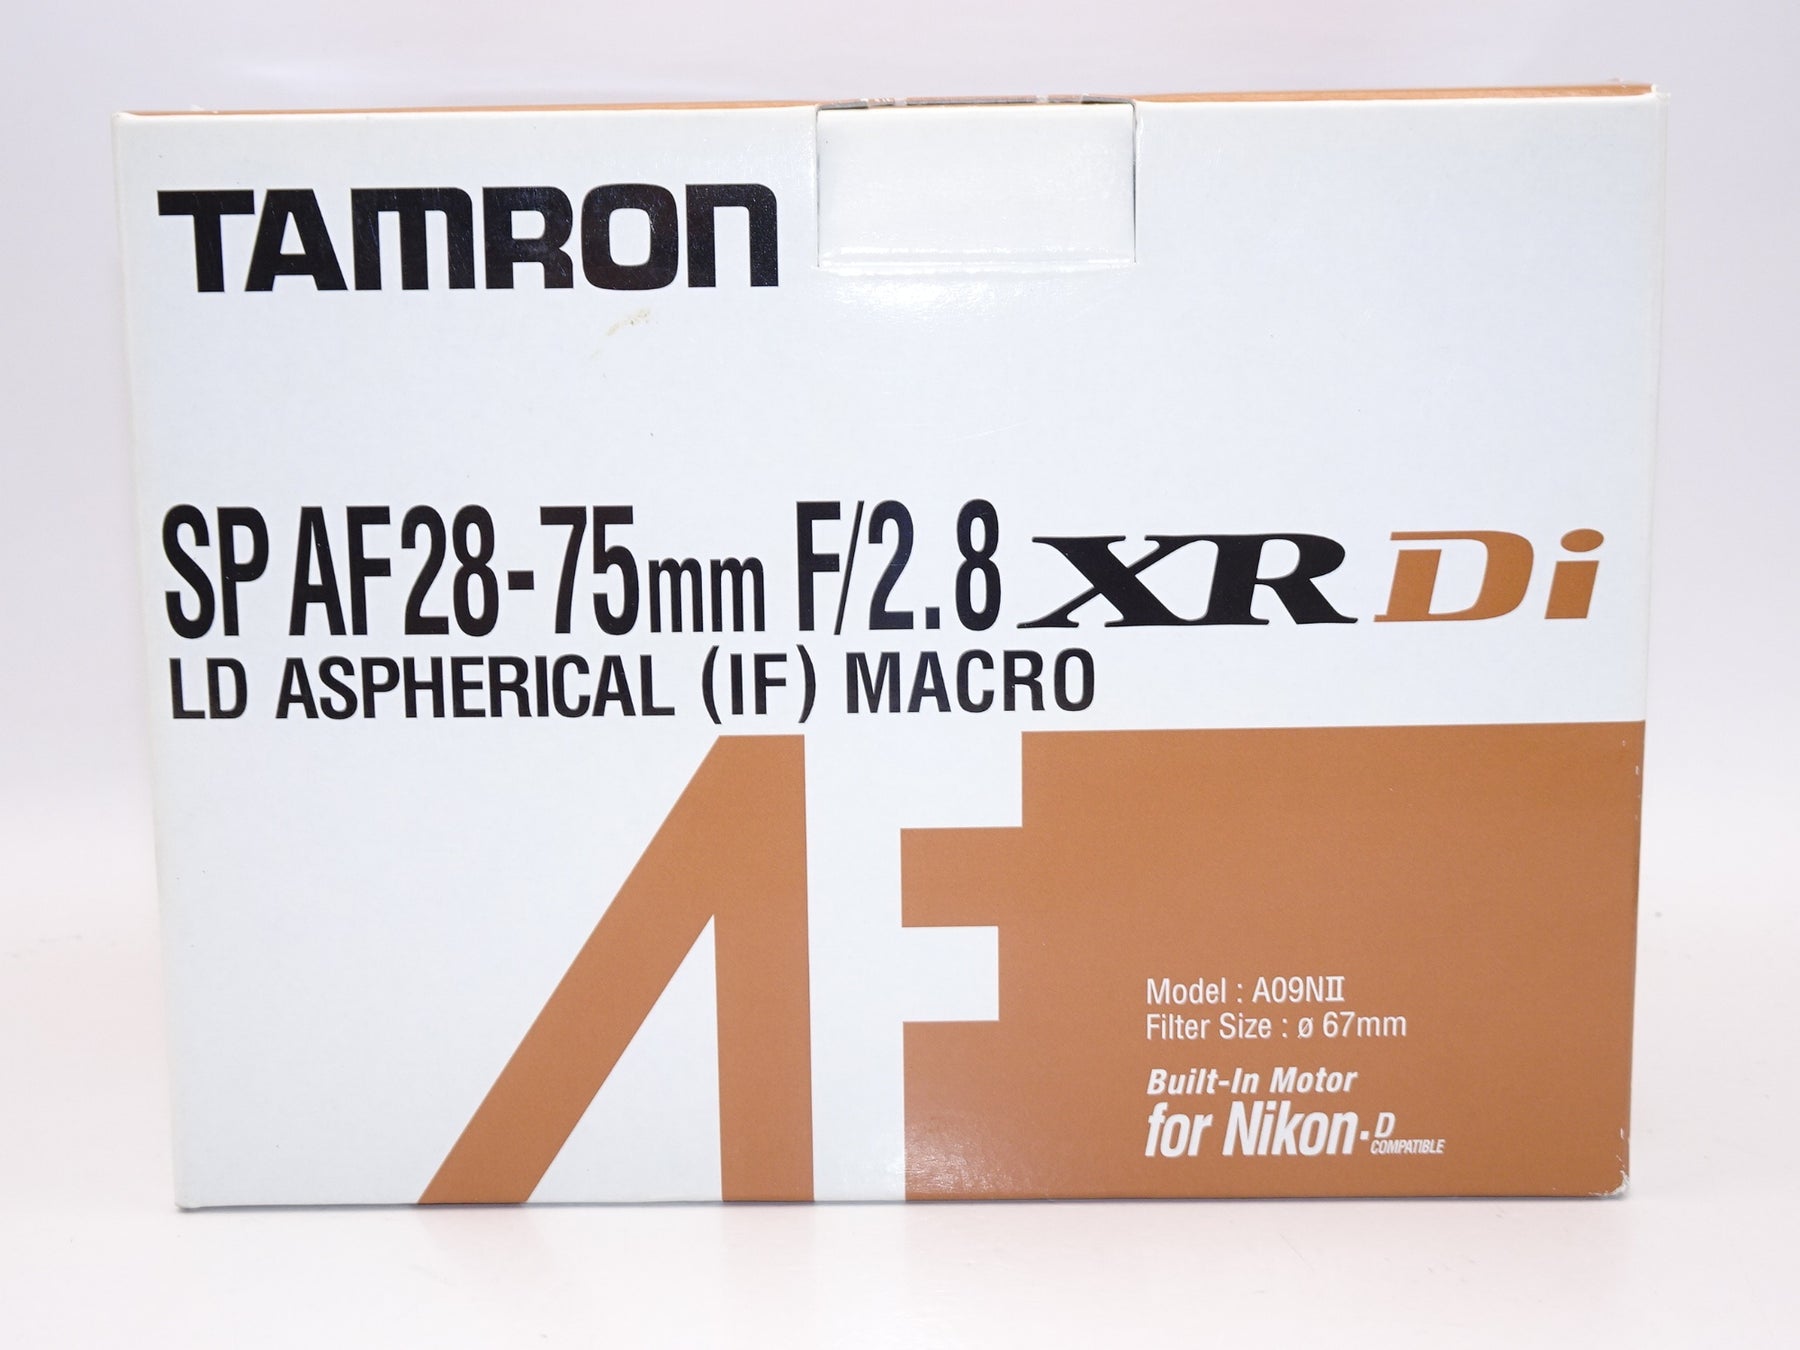 TAMRON
SP AF28-75mm F/2.8 XR Di
LD ASPHERICAL (IF) MACRO
AF
Model : A09NⅡ
Filter Size : ø 67mm
Built-In Motor
for Nikon-D
COMPATIBLE